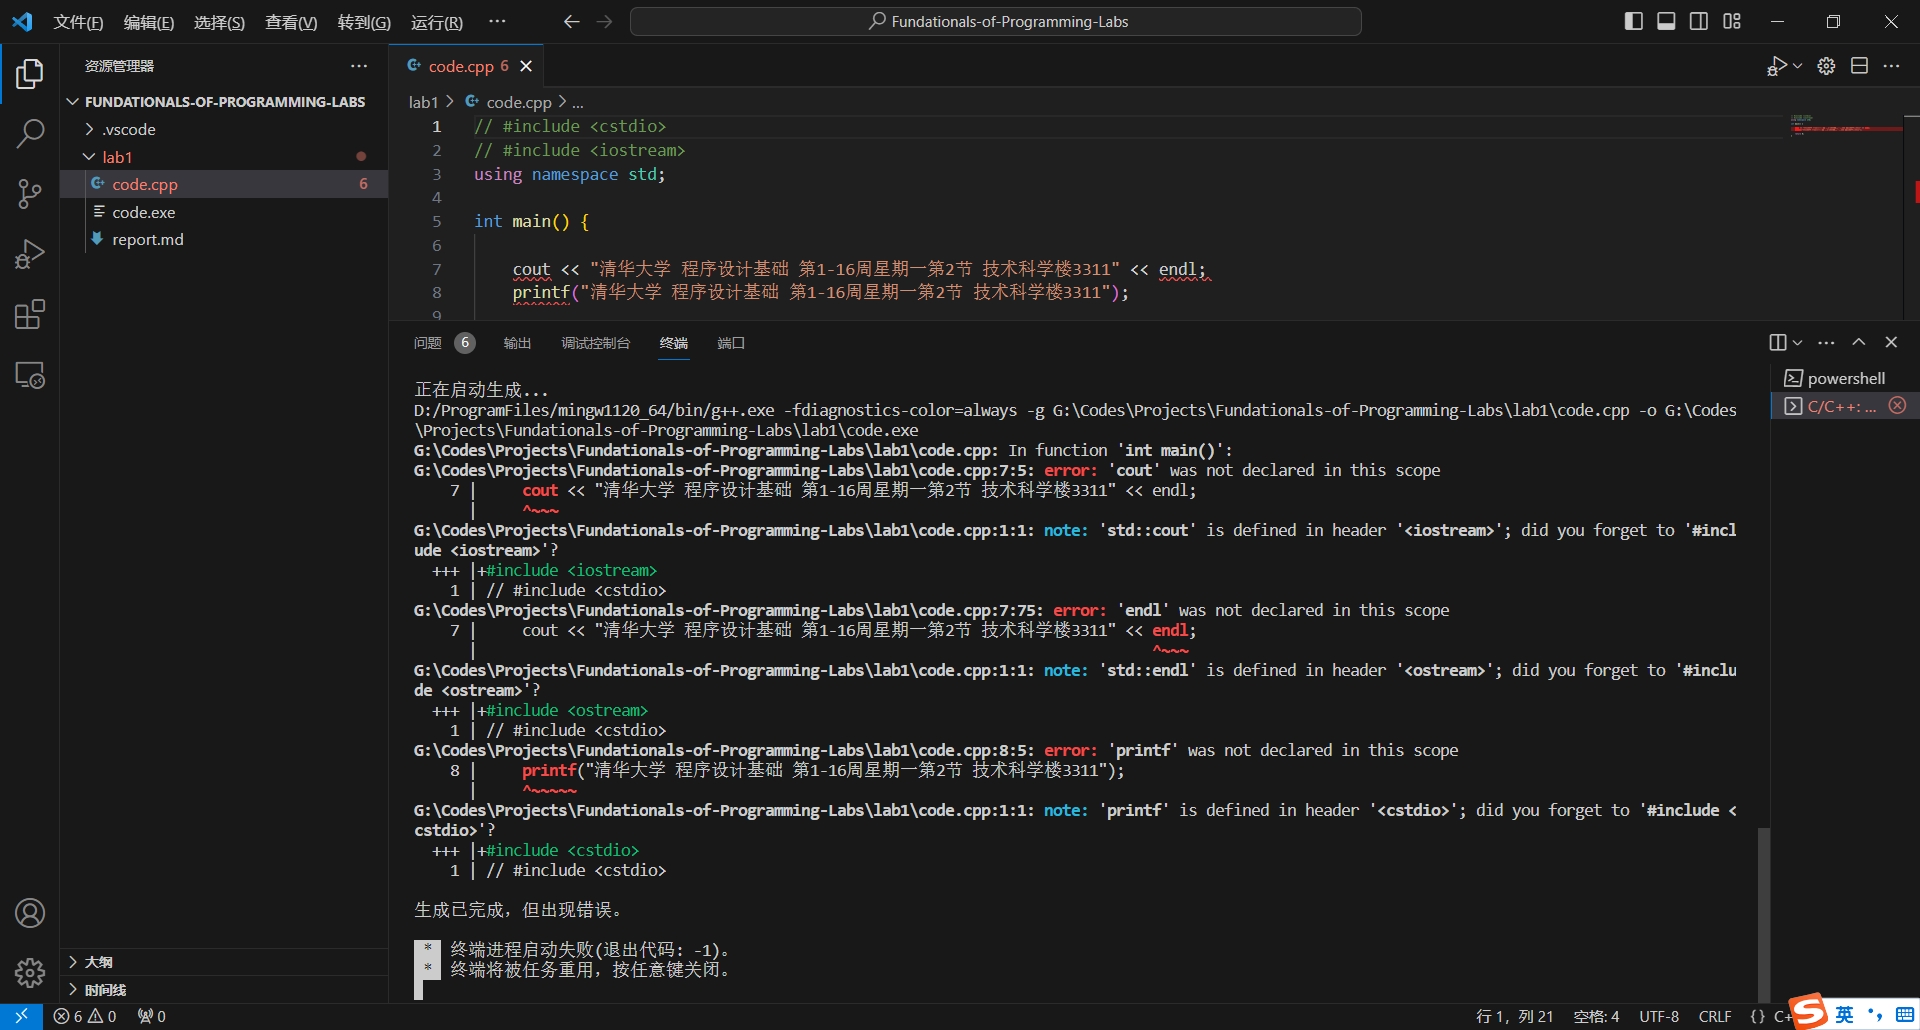 文件(F) 编辑(E) 选择(S) 查看(V) 转到(G) 运行(R) ··· Fundationals-of-Programming-Labs
资源管理器 ···
FUNDATIONALS-OF-PROGRAMMING-LABS
.vscode
lab1
code.cpp 6
code.exe
report.md
大纲
时间线
code.cpp 6
lab1 > code.cpp > ...
1 // #include <cstdio>
2 // #include <iostream>
3 using namespace std;
4
5 int main() {
6
7 cout << "清华大学 程序设计基础 第1-16周星期一第2节 技术科学楼3311" << endl;
8 printf("清华大学 程序设计基础 第1-16周星期一第2节 技术科学楼3311");
9
问题 6 输出 调试控制台 终端 端口
powershell
C/C++: ...
正在启动生成...
D:/ProgramFiles/mingw1120_64/bin/g++.exe -fdiagnostics-color=always -g G:\Codes\Projects\Fundationals-of-Programming-Labs\lab1\code.cpp -o G:\Codes
\Projects\Fundationals-of-Programming-Labs\lab1\code.exe
G:\Codes\Projects\Fundationals-of-Programming-Labs\lab1\code.cpp: In function 'int main()':
G:\Codes\Projects\Fundationals-of-Programming-Labs\lab1\code.cpp:7:5: error: 'cout' was not declared in this scope
7 | cout << "清华大学 程序设计基础 第1-16周星期一第2节 技术科学楼3311" << endl;
| ^~~~
G:\Codes\Projects\Fundationals-of-Programming-Labs\lab1\code.cpp:1:1: note: 'std::cout' is defined in header '<iostream>'; did you forget to '#incl
ude <iostream>'?
+++ |+#include <iostream>
1 | // #include <cstdio>
G:\Codes\Projects\Fundationals-of-Programming-Labs\lab1\code.cpp:7:75: error: 'endl' was not declared in this scope
7 | cout << "清华大学 程序设计基础 第1-16周星期一第2节 技术科学楼3311" << endl;
| ^~~~
G:\Codes\Projects\Fundationals-of-Programming-Labs\lab1\code.cpp:1:1: note: 'std::endl' is defined in header '<ostream>'; did you forget to '#inclu
de <ostream>'?
+++ |+#include <ostream>
1 | // #include <cstdio>
G:\Codes\Projects\Fundationals-of-Programming-Labs\lab1\code.cpp:8:5: error: 'printf' was not declared in this scope
8 | printf("清华大学 程序设计基础 第1-16周星期一第2节 技术科学楼3311");
| ^~~~~~
G:\Codes\Projects\Fundationals-of-Programming-Labs\lab1\code.cpp:1:1: note: 'printf' is defined in header '<cstdio>'; did you forget to '#include <
cstdio>'?
+++ |+#include <cstdio>
1 | // #include <cstdio>
生成已完成，但出现错误。
* 终端进程启动失败(退出代码: -1)。
* 终端将被任务重用，按任意键关闭。
6 0 0 行 1，列 21 空格: 4 UTF-8 CRLF {} C+ S 英